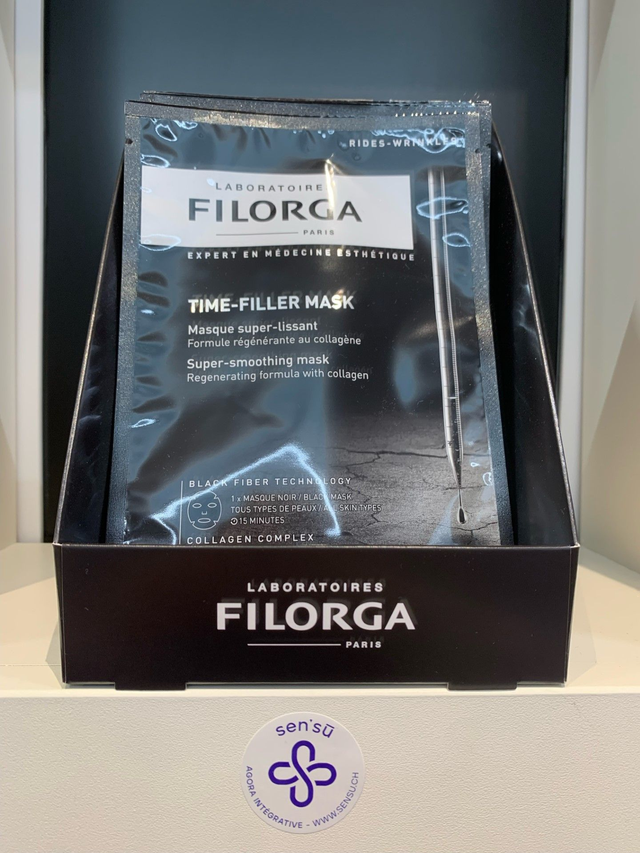 RIDES-WRINKLES
LABORATOIRES
FILORGA
PARIS
EXPERT EN MÉDECINE ESTHÉTIQUE
TIME-FILLER MASK
Masque super-lissant
Formule régénérante au collagène
Super-smoothing mask
Regenerating formula with collagen
BLACK FIBER TECHNOLOGY
1 x MASQUE NOIR / BLACK MASK
TOUS TYPES DE PEAUX / ALL SKIN TYPES
15 MINUTES
COLLAGEN COMPLEX
LABORATOIRES
FILORGA
PARIS
sen'sū
AGORA INTÉGRATIVE - WWW.SENSU.CH